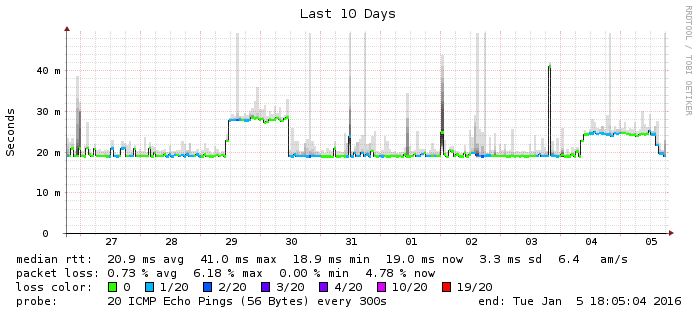 Last 10 Days
RRDTOOL / TOBI OETIKER
Seconds
40 m
30 m
20 m
10 m
0
27 28 29 30 31 01 02 03 04 05
median rtt: 20.9 ms avg 41.0 ms max 18.9 ms min 19.0 ms now 3.3 ms sd 6.4 am/s
packet loss: 0.73 % avg 6.18 % max 0.00 % min 4.78 % now
loss color: 0 1/20 2/20 3/20 4/20 10/20 19/20
probe: 20 ICMP Echo Pings (56 Bytes) every 300s end: Tue Jan 5 18:05:04 2016